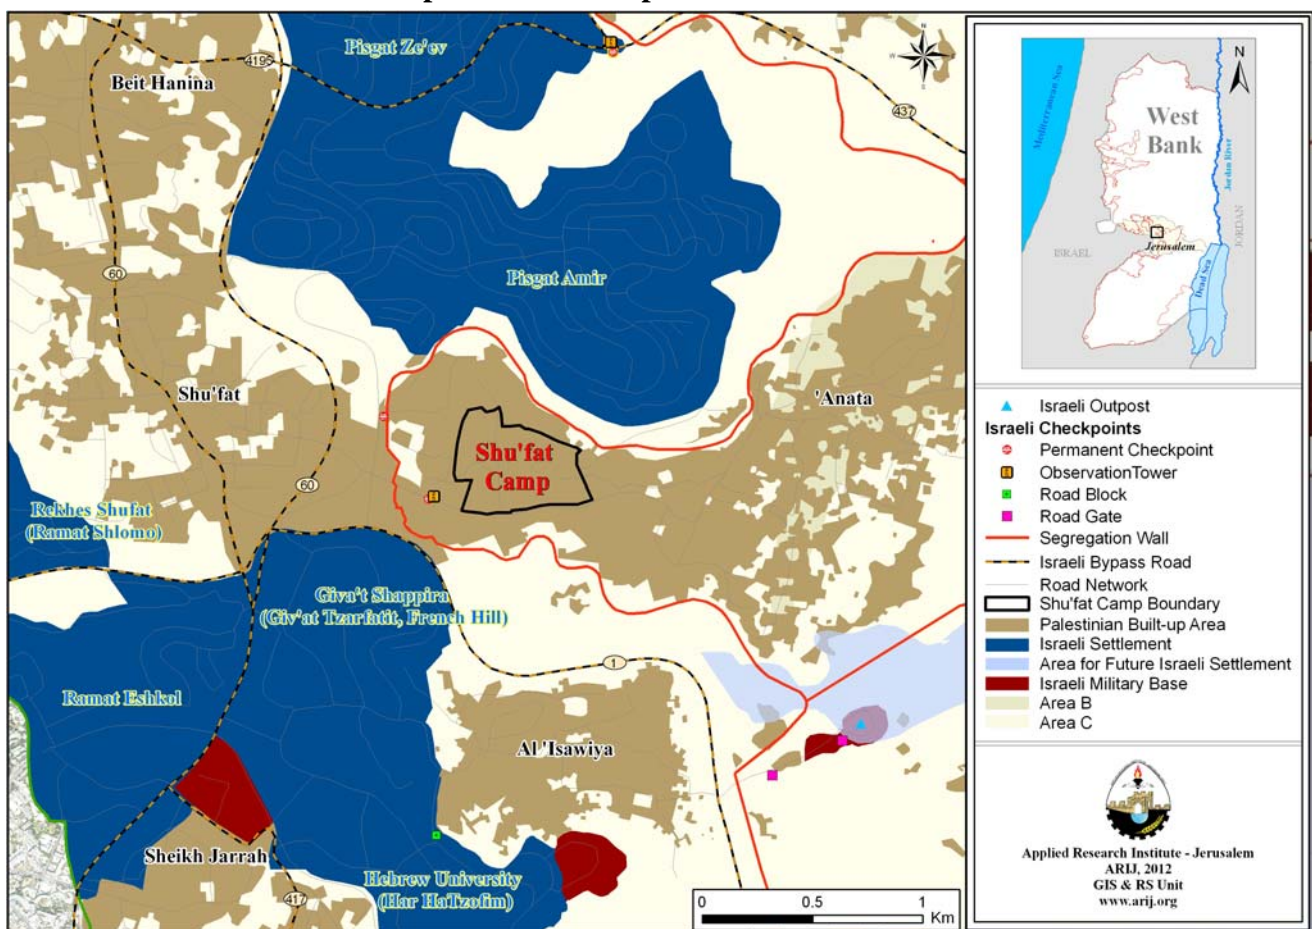 Pisgat Ze'ev
N
W
E
S
Beit Hanina
4195
437
60
Pisgat Amir
Shu'fat
'Anata
Shu'fat
Camp
60
Rekhes Shufat
(Ramat Shlomo)
Giva't Shappira
(Giv'at Tzarfatit, French Hill)
1
Ramat Eshkol
Al 'Isawiya
Sheikh Jarrah
Hebrew University
(Har HaTzofim)
417
0 0.5 1
Km
N
Mediterranean Sea
West
Bank
Jordan River
JORDAN
Jerusalem
ISRAEL
Dead Sea
Israeli Outpost
Israeli Checkpoints
Permanent Checkpoint
ObservationTower
Road Block
Road Gate
Segregation Wall
Israeli Bypass Road
Road Network
Shu'fat Camp Boundary
Palestinian Built-up Area
Israeli Settlement
Area for Future Israeli Settlement
Israeli Military Base
Area B
Area C
Applied Research Institute - Jerusalem
ARIJ, 2012
GIS & RS Unit
www.arij.org